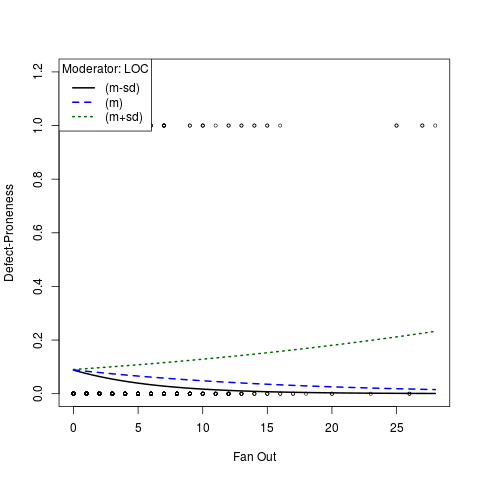 Moderator: LOC
(m-sd)
(m)
(m+sd)
Defect-Proneness
0.0 0.2 0.4 0.6 0.8 1.0 1.2
0 5 10 15 20 25
Fan Out